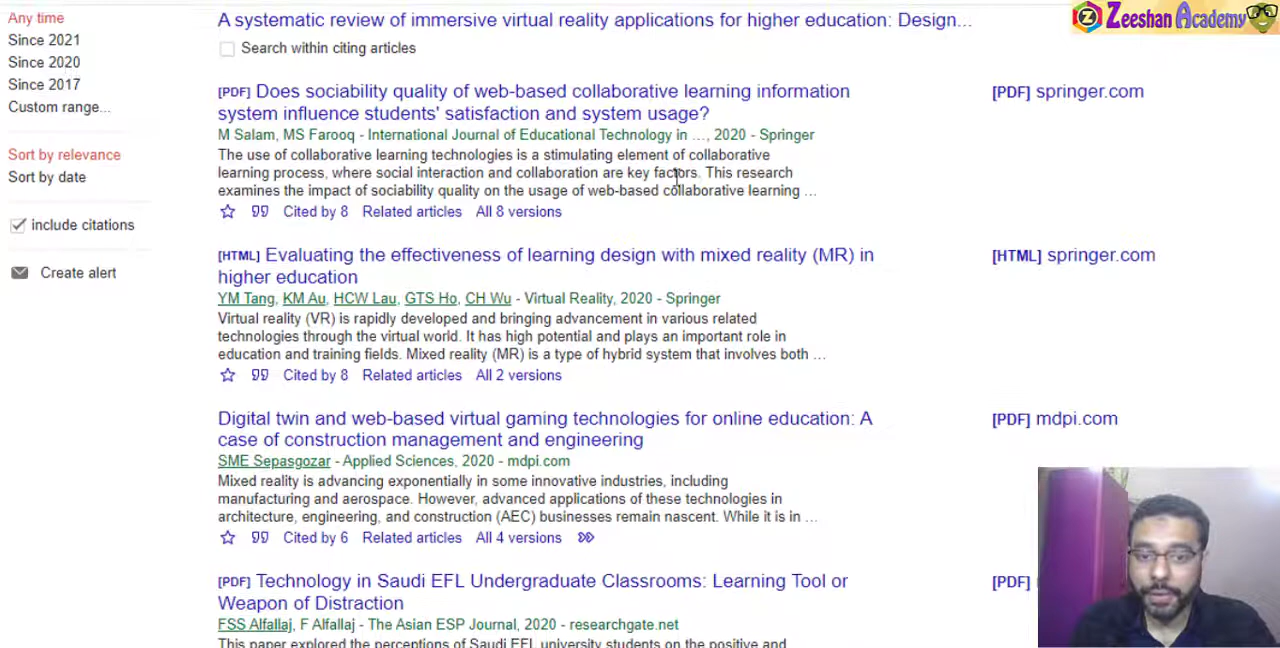 Any time
Since 2021
Since 2020
Since 2017
Custom range...
Sort by relevance
Sort by date
include citations
Create alert
A systematic review of immersive virtual reality applications for higher education: Design...
Search within citing articles
[PDF] Does sociability quality of web-based collaborative learning information
system influence students' satisfaction and system usage?
M Salam, MS Farooq - International Journal of Educational Technology in ..., 2020 - Springer
The use of collaborative learning technologies is a stimulating element of collaborative
learning process, where social interaction and collaboration are key factors. This research
examines the impact of sociability quality on the usage of web-based collaborative learning ...
Cited by 8 Related articles All 8 versions
[PDF] springer.com
[HTML] Evaluating the effectiveness of learning design with mixed reality (MR) in
higher education
YM Tang, KM Au, HCW Lau, GTS Ho, CH Wu - Virtual Reality, 2020 - Springer
Virtual reality (VR) is rapidly developed and bringing advancement in various related
technologies through the virtual world. It has high potential and plays an important role in
education and training fields. Mixed reality (MR) is a type of hybrid system that involves both ...
Cited by 8 Related articles All 2 versions
[HTML] springer.com
Digital twin and web-based virtual gaming technologies for online education: A
case of construction management and engineering
SME Sepasgozar - Applied Sciences, 2020 - mdpi.com
Mixed reality is advancing exponentially in some innovative industries, including
manufacturing and aerospace. However, advanced applications of these technologies in
architecture, engineering, and construction (AEC) businesses remain nascent. While it is in ...
Cited by 6 Related articles All 4 versions
[PDF] mdpi.com
[PDF] Technology in Saudi EFL Undergraduate Classrooms: Learning Tool or
Weapon of Distraction
FSS Alfallaj, F Alfallaj - The Asian ESP Journal, 2020 - researchgate.net
This paper explored the perceptions of Saudi EFL university students on the positive and
[PDF]
Zeeshan Academy